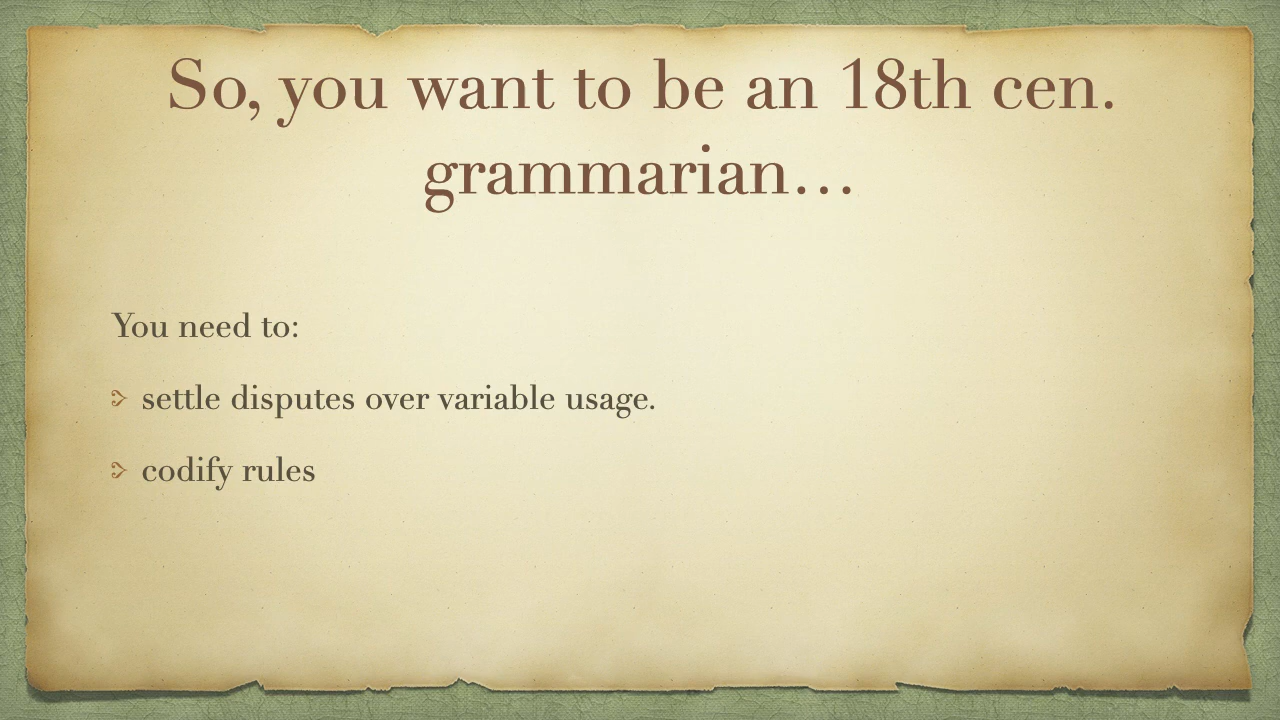 So, you want to be an 18th cen.
grammarian…
You need to:
settle disputes over variable usage.
codify rules